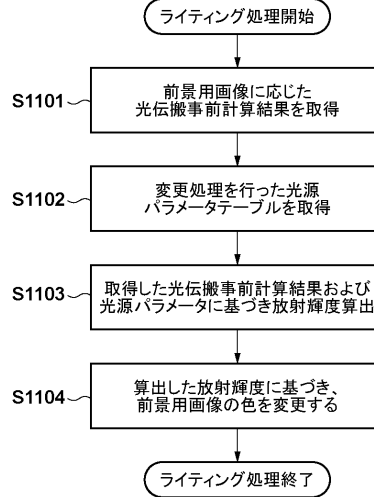 ライティング処理開始
S1101
前景用画像に応じた
光伝搬事前計算結果を取得
S1102
変更処理を行った光源
パラメータテーブルを取得
S1103
取得した光伝搬事前計算結果および
光源パラメータに基づき放射輝度算出
S1104
算出した放射輝度に基づき、
前景用画像の色を変更する
ライティング処理終了